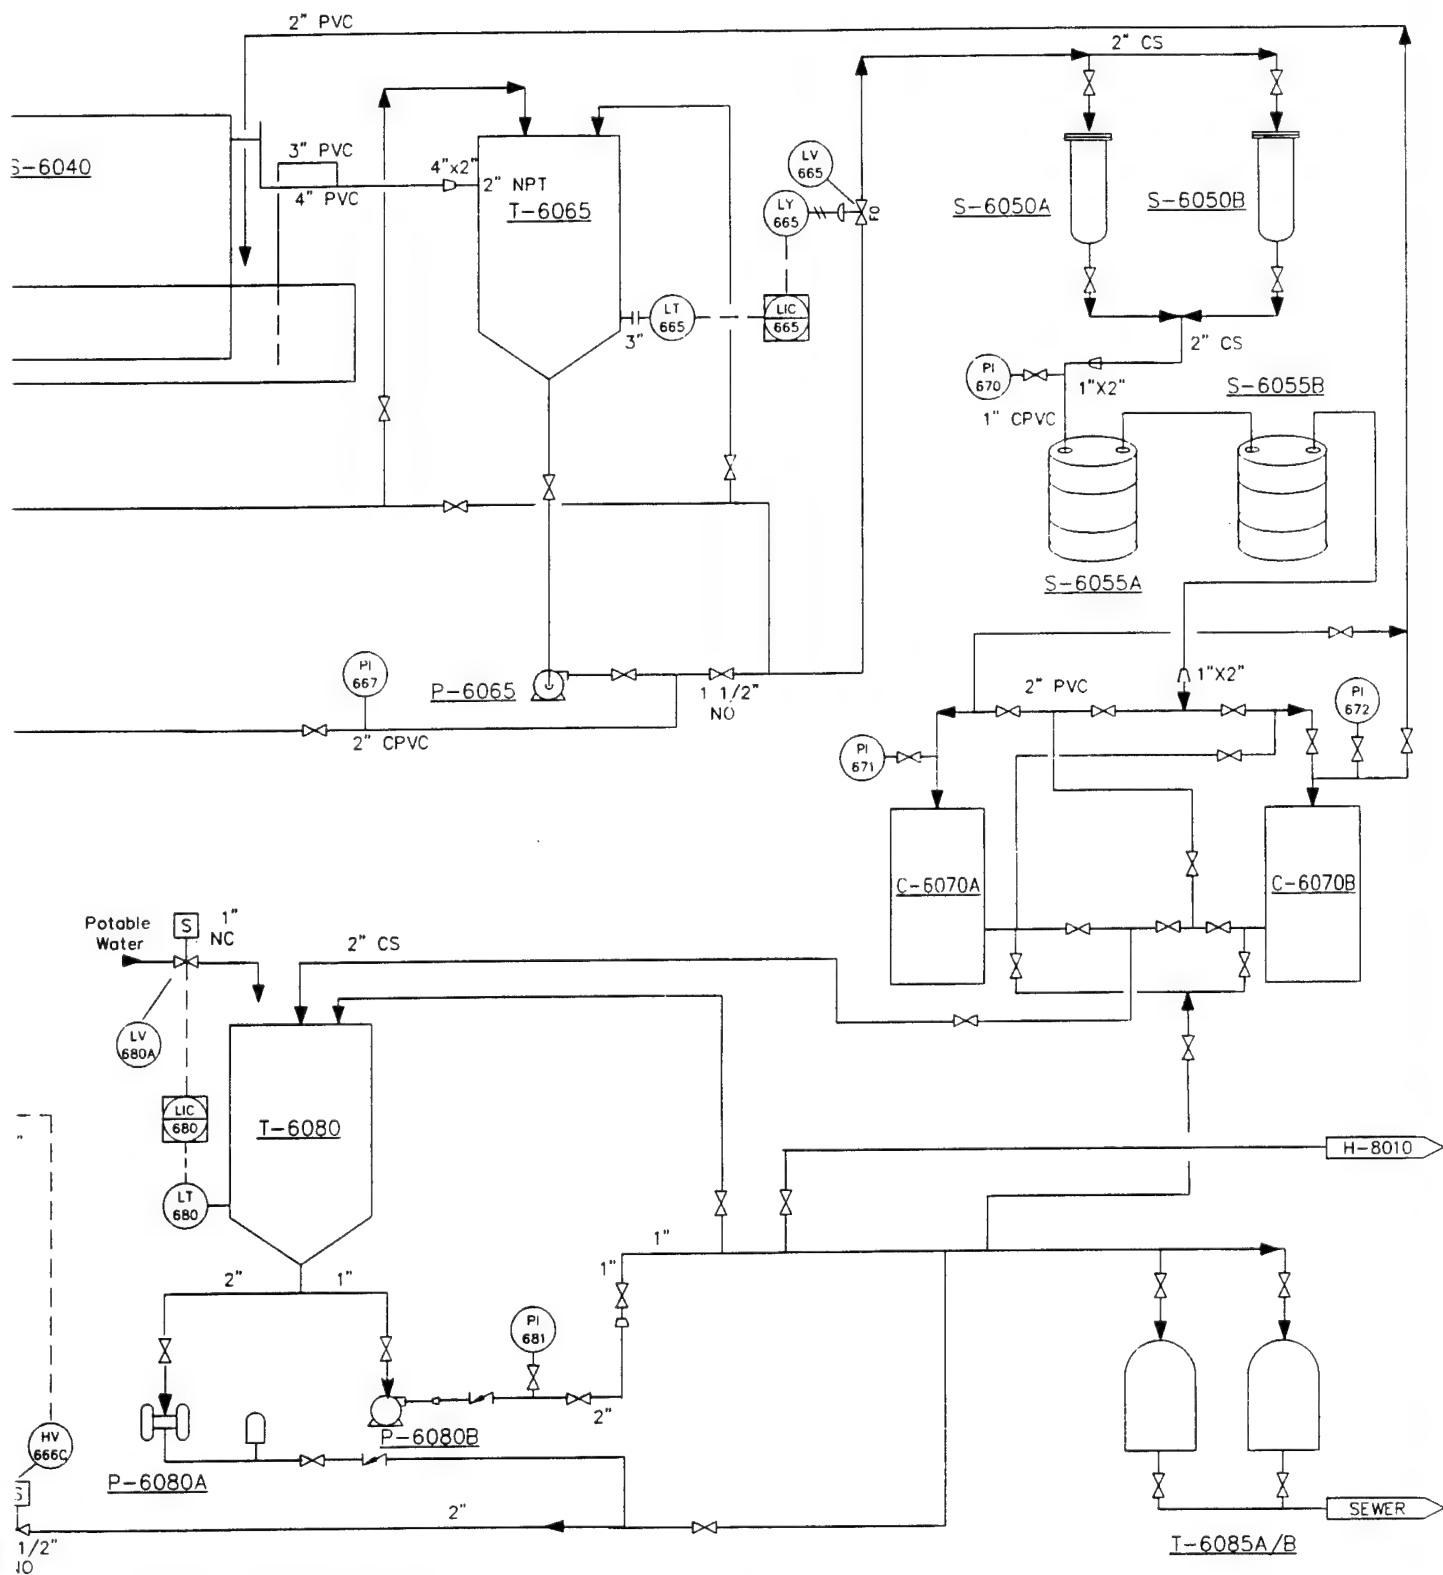 2" PVC
2" CS
S-6040
3" PVC
4" PVC
4"x2"
2" NPT
T-6065
LV
665
LY
665
FO
S-6050A
S-6050B
LT
665
3"
LIC
665
2" CS
PI
670
1"X2"
1" CPVC
S-6055B
S-6055A
PI
667
P-6065
1 1/2"
NO
2" CPVC
2" PVC
1"X2"
PI
672
PI
671
C-6070A
C-6070B
Potable
Water
S
1"
NC
2" CS
LV
680A
LIC
680
T-6080
LT
680
H-8010
"
2"
1"
1"
1"
PI
681
2"
P-6080B
HV
666C
P-6080A
S
2"
1/2"
NO
SEWER
T-6085A/B